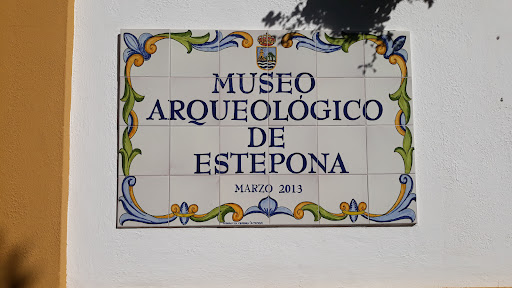 MUSEO
ARQUEOLÓGICO
DE
ESTEPONA
MARZO 2013